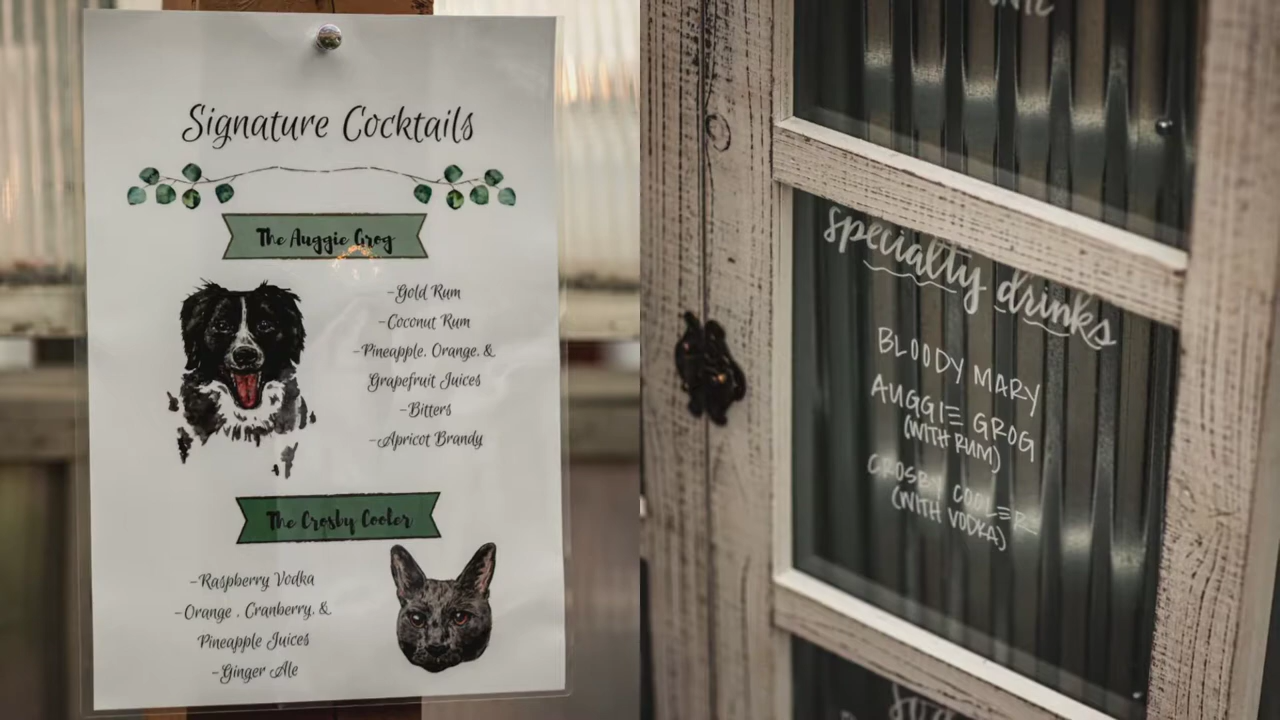 Signature Cocktails
The Auggie Grog
-Gold Rum
-Coconut Rum
-Pineapple, Orange, &
Grapefruit Juices
-Bitters
-Apricot Brandy
The Crosby Cooler
-Raspberry Vodka
-Orange , Cranberry, &
Pineapple Juices
-Ginger Ale
specialty drinks
BLOODY MARY
AUGGIE GROG
(WITH RUM)
CROSBY COOLER
(WITH VODKA)